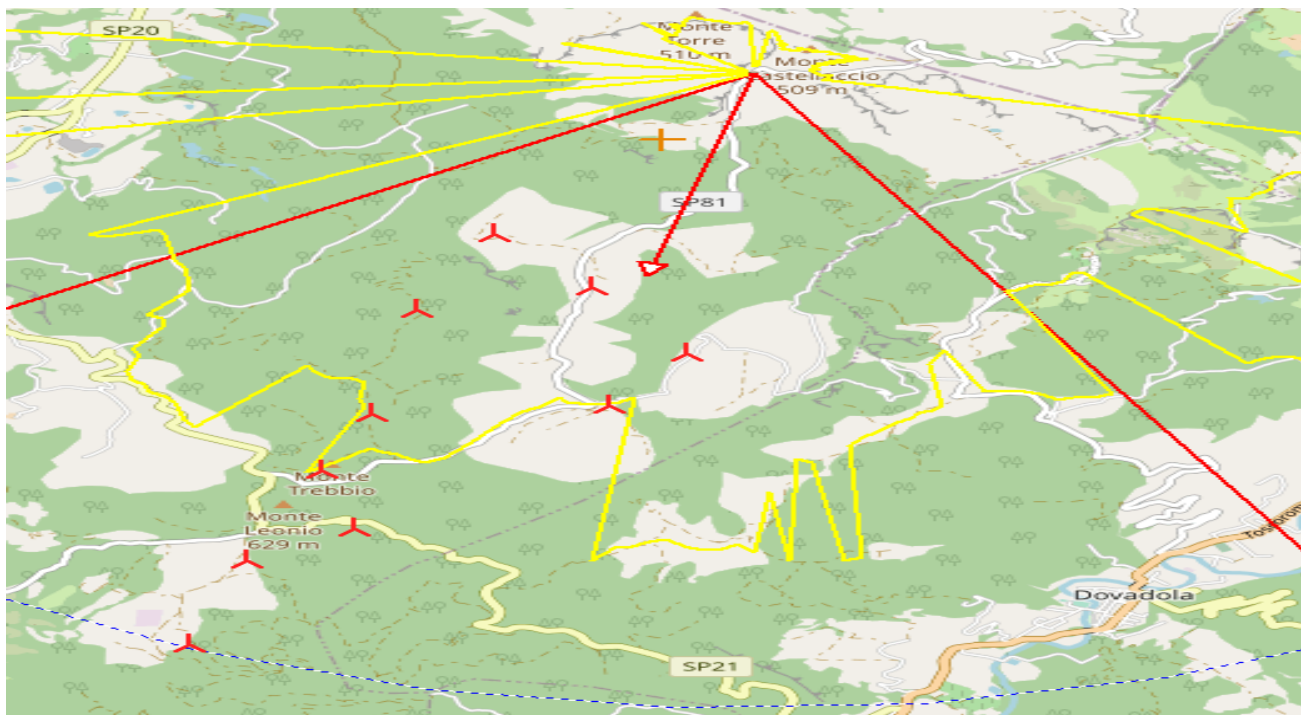 SP20
Monte
Torre
510 m
Monte
Castellaccio
509 m
SP81
Monte
Trebbio
Monte
Leonio
629 m
Dovadola
SP21